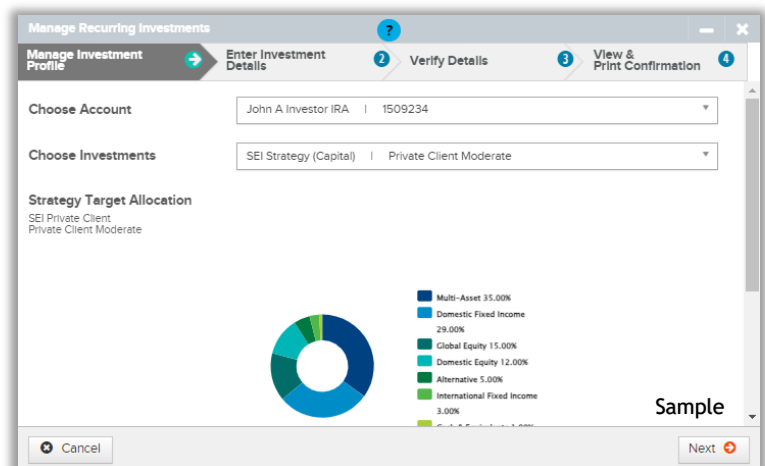 Manage Recurring Investments
?
Manage Investment
Profile
Enter Investment
Details
2
Verify Details
3
View &
Print Confirmation
4
Choose Account
John A Investor IRA | 1509234
Choose Investments
SEI Strategy (Capital) | Private Client Moderate
Strategy Target Allocation
SEI Private Client
Private Client Moderate
Multi-Asset 35.00%
Domestic Fixed Income
29.00%
Global Equity 15.00%
Domestic Equity 12.00%
Alternative 5.00%
International Fixed Income
3.00%
Sample
Cancel
Next